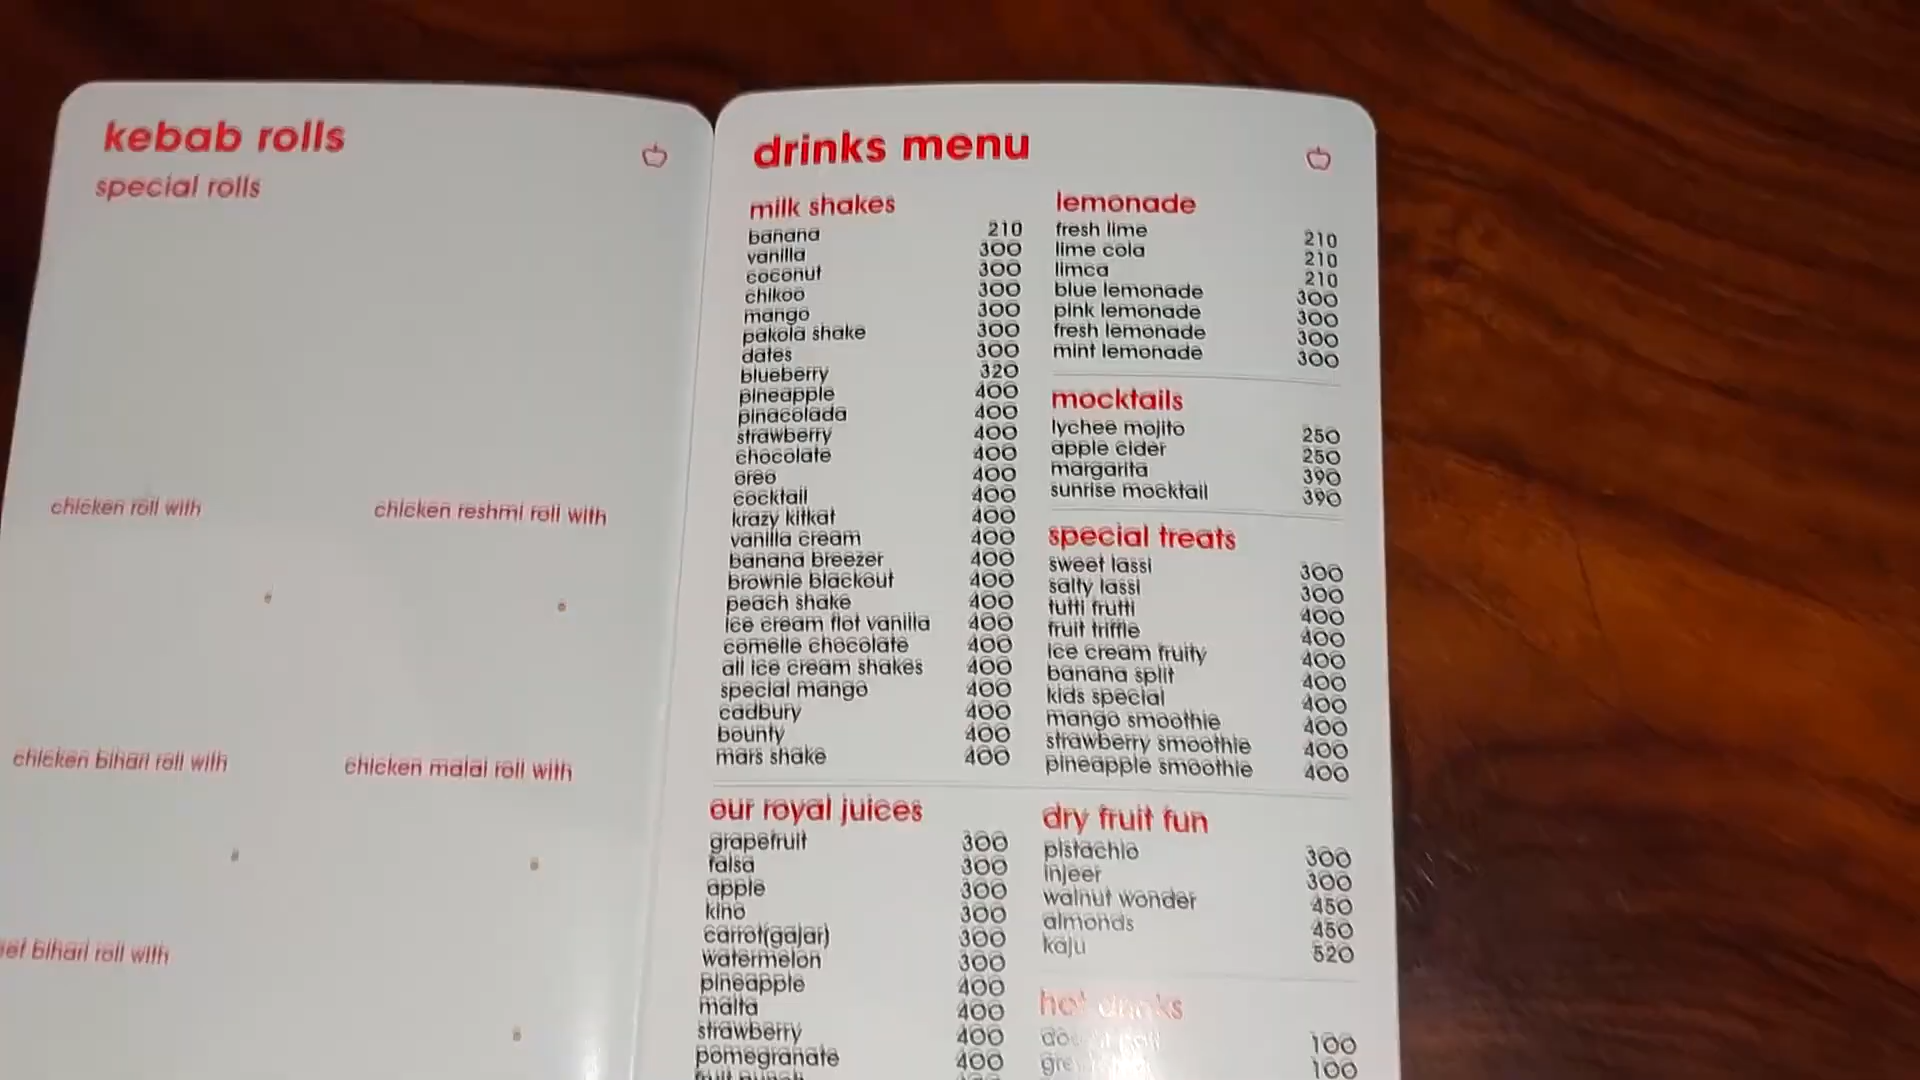 kebab rolls
special rolls
chicken roll with
chicken reshmi roll with
chicken bihari roll with
chicken malai roll with
bihari roll with
drinks menu
milk shakes
banana 210
vanilla 300
coconut 300
chikoo 300
mango 300
pakola shake 300
dates 300
blueberry 320
pineapple 400
pinacolada 400
strawberry 400
chocolate 400
oreo 400
cocktail 400
krazy kitkat 400
vanilla cream 400
banana breezer 400
brownie blackout 400
peach shake 400
ice cream flot vanilla 400
comelle chocolate 400
all ice cream shakes 400
special mango 400
cadbury 400
bounty 400
mars shake 400
our royal juices
grapefruit 300
falsa 300
apple 300
kino 300
carrot(gajar) 300
watermelon 300
pineapple 400
malta 400
strawberry 400
pomegranate 400
lemonade
fresh lime 210
lime cola 210
limca 210
blue lemonade 300
pink lemonade 300
fresh lemonade 300
mint lemonade 300
mocktails
lychee mojito 250
apple cider 250
margarita 390
sunrise mocktail 390
special treats
sweet lassi 300
salty lassi 300
tutti frutti 400
fruit triffle 400
ice cream fruity 400
banana split 400
kids special 400
mango smoothie 400
strawberry smoothie 400
pineapple smoothie 400
dry fruit fun
pistachio 300
injeer 300
walnut wonder 450
almonds 450
kaju 520
hot drinks
100
100